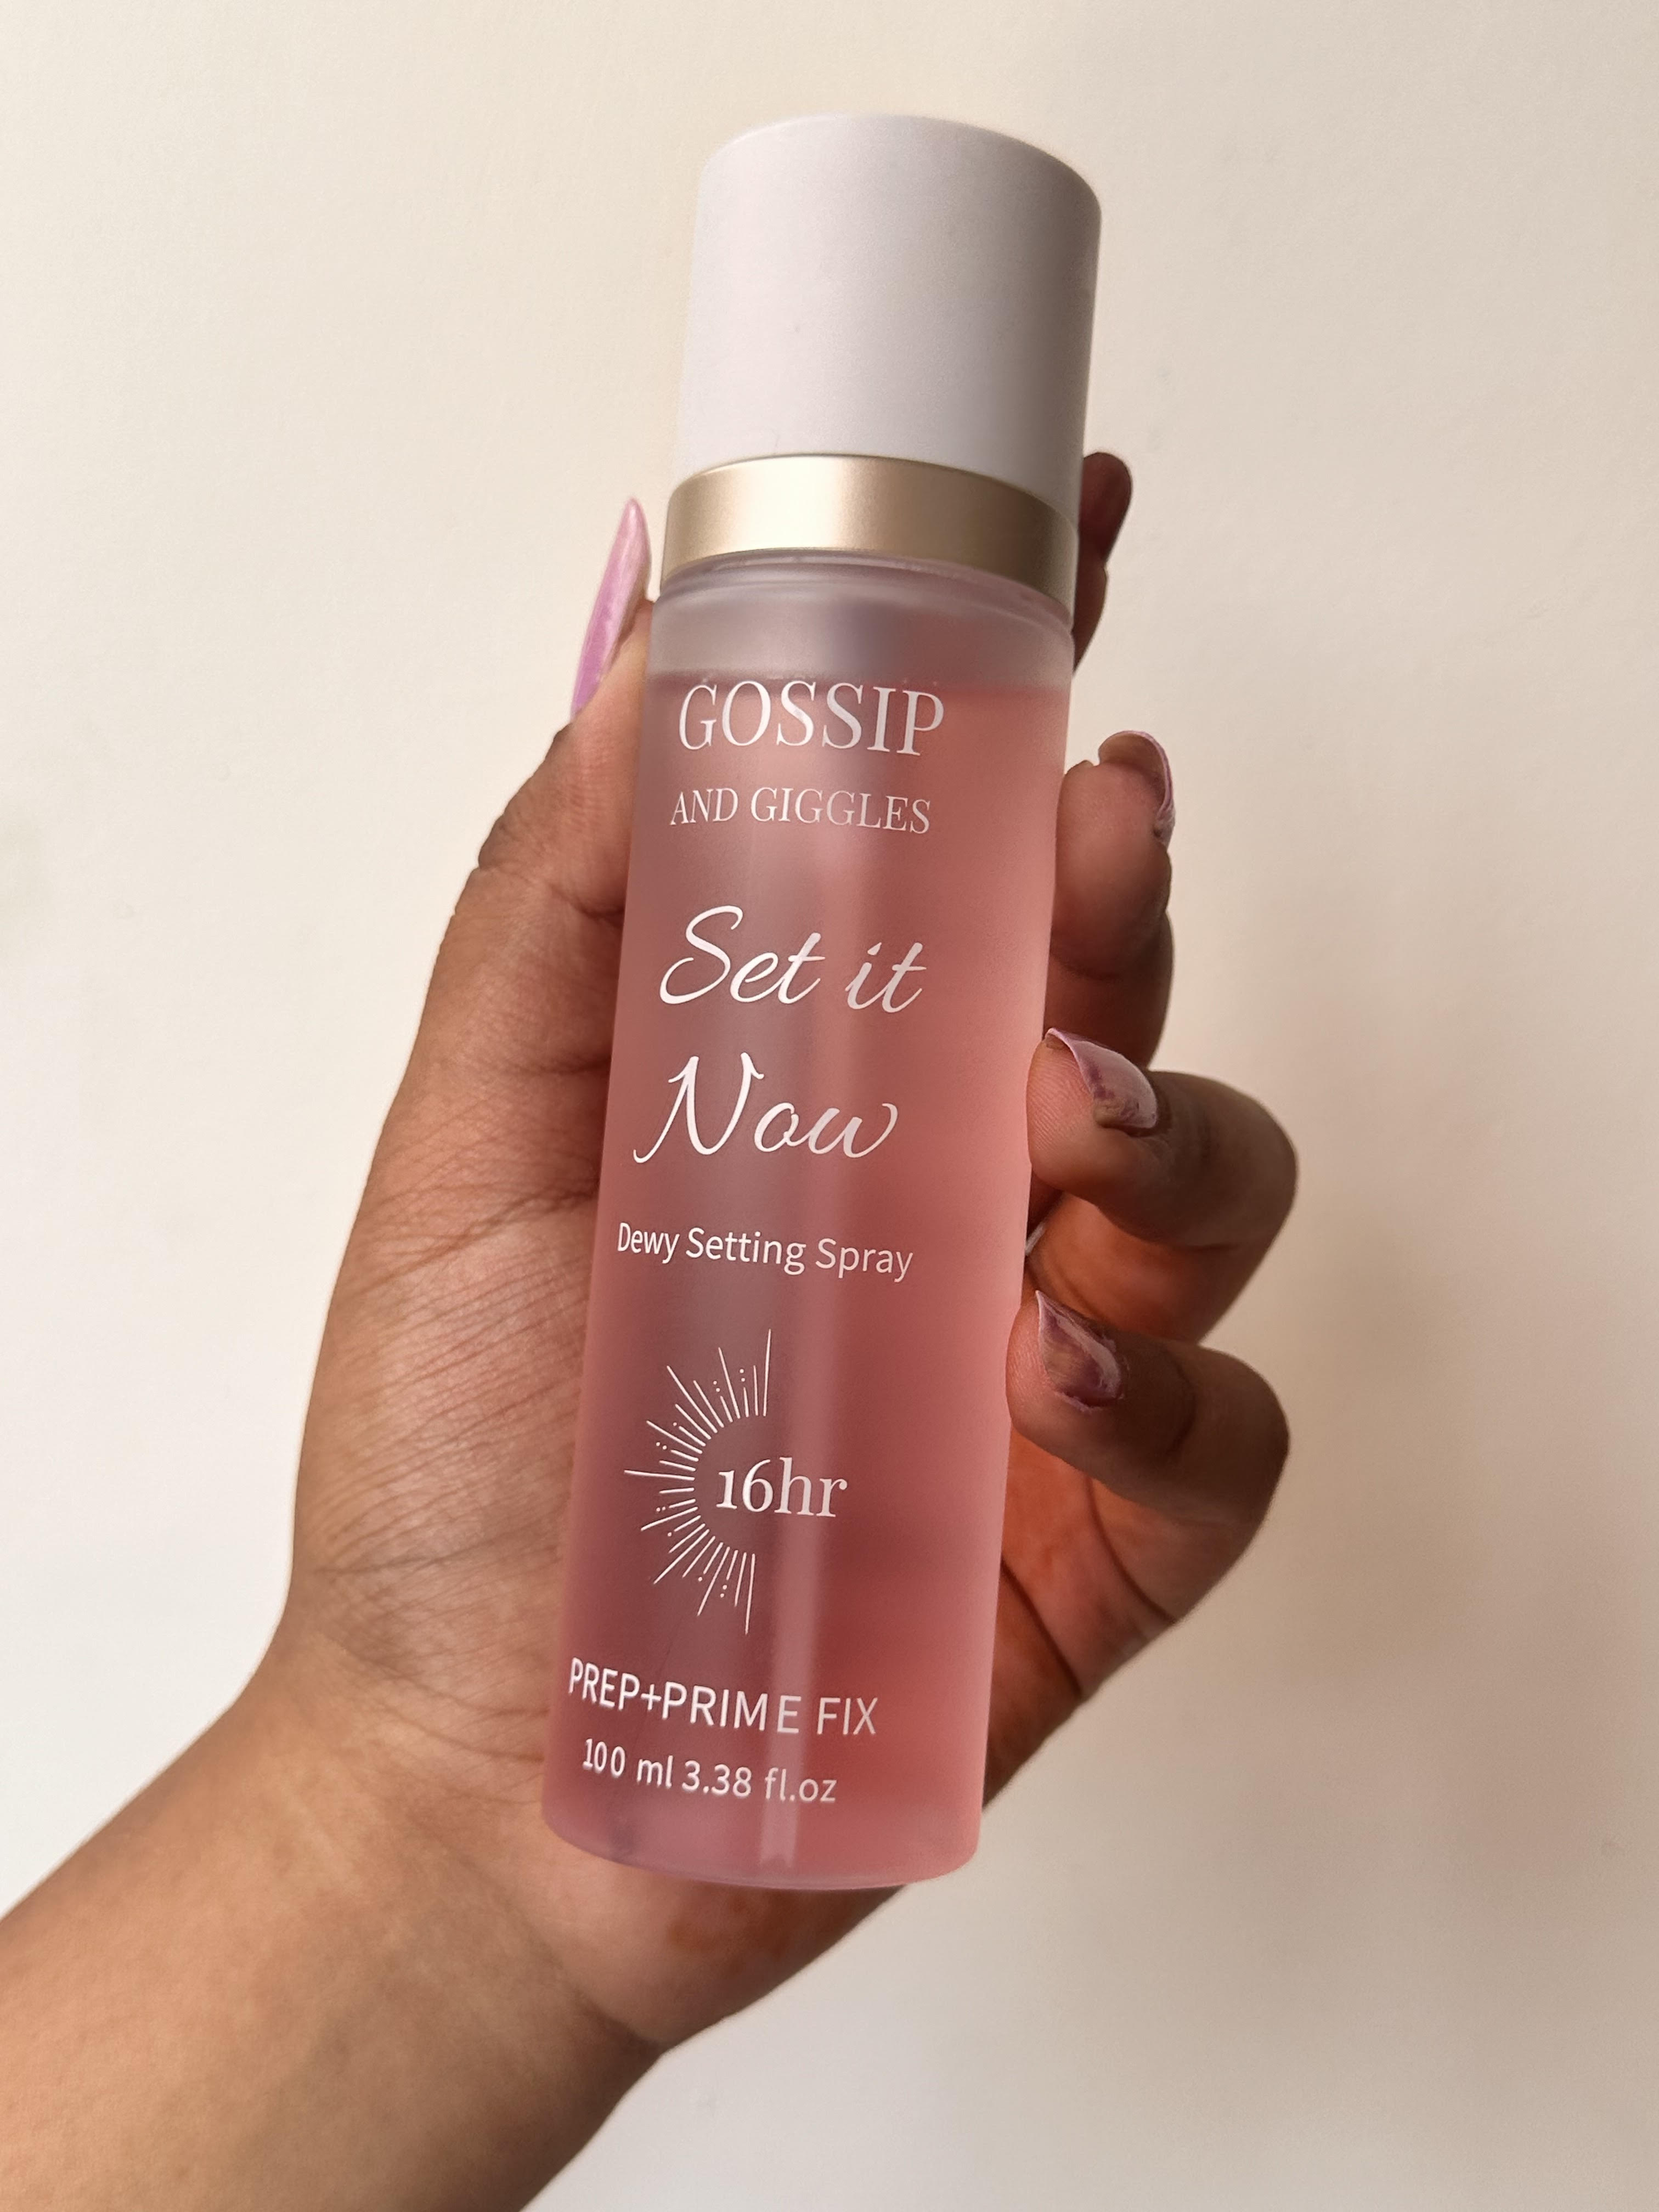 GOSSIP
AND GIGGLES
Set it
Now
Dewy Setting Spray
16hr
PREP+PRIME FIX
100 ml 3.38 fl.oz